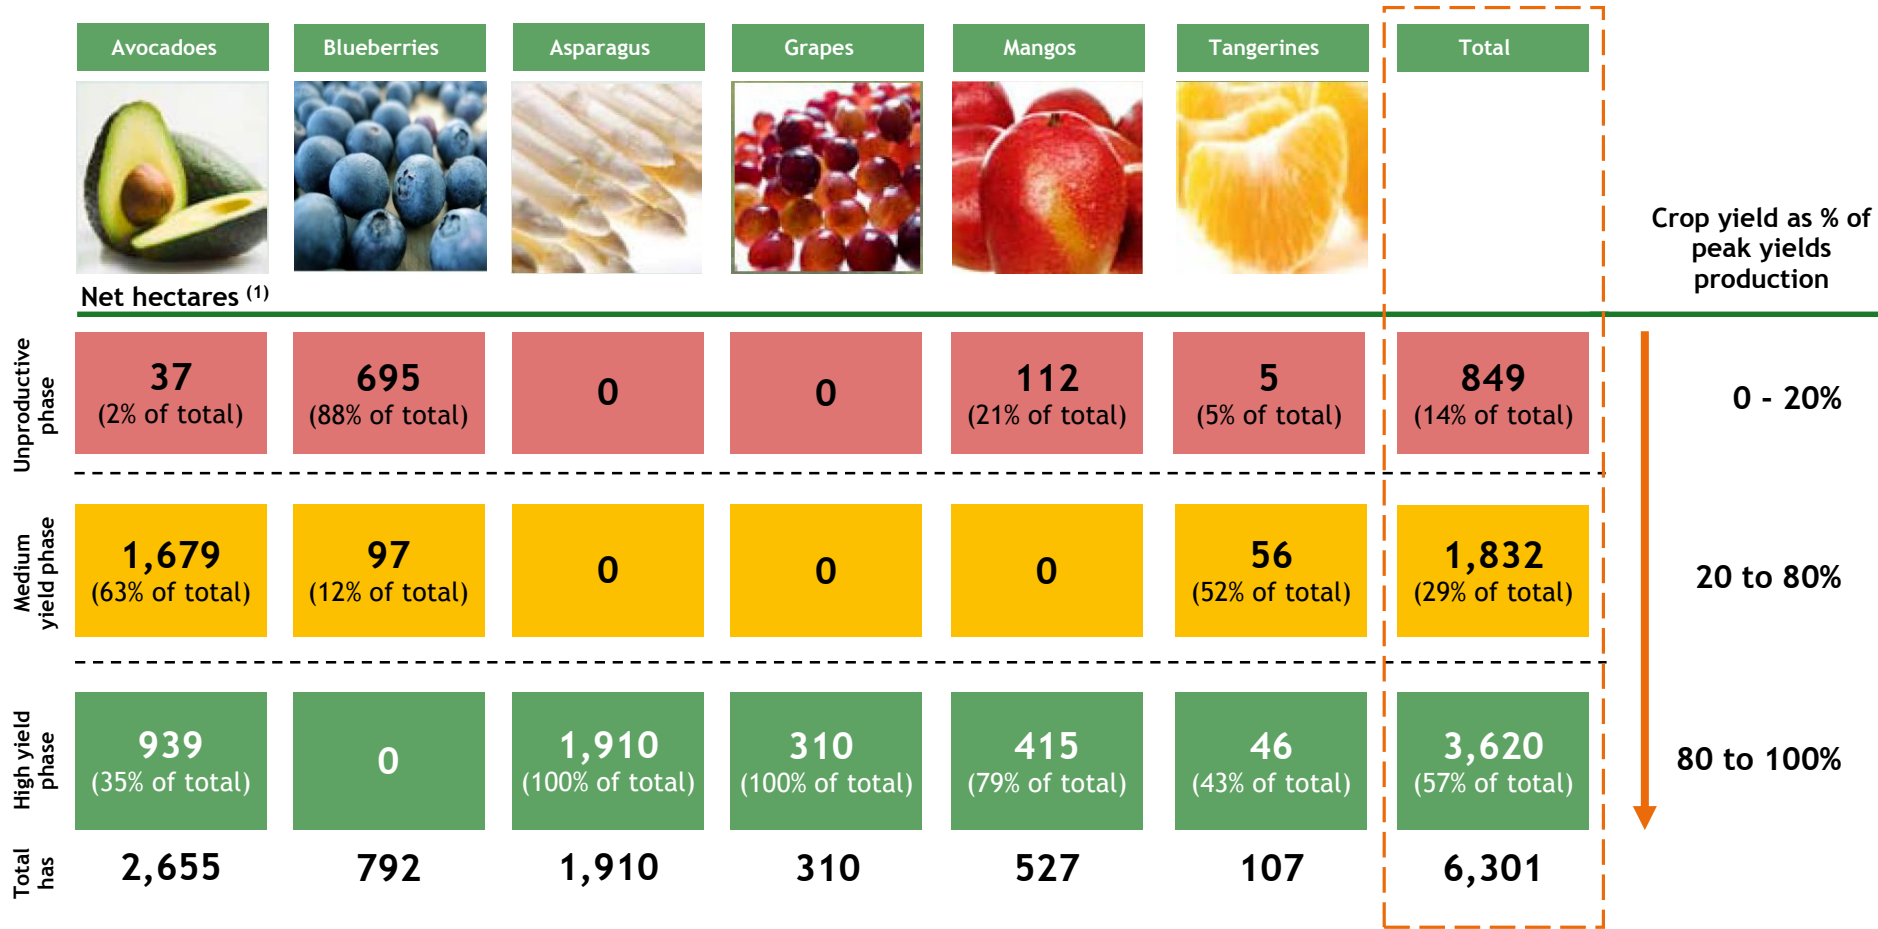 Avocadoes Blueberries Asparagus Grapes Mangos Tangerines Total
Crop yield as % of
peak yields
production
Net hectares (1)
Unproductive
phase
37 695 0 0 112 5 849
(2% of total) (88% of total) (21% of total) (5% of total) (14% of total)
0 - 20%
Medium
yield phase
1,679 97 0 0 0 56 1,832
(63% of total) (12% of total) (52% of total) (29% of total)
20 to 80%
High yield
phase
939 0 1,910 310 415 46 3,620
(35% of total) (100% of total) (100% of total) (79% of total) (43% of total) (57% of total)
80 to 100%
Total
has
2,655 792 1,910 310 527 107 6,301